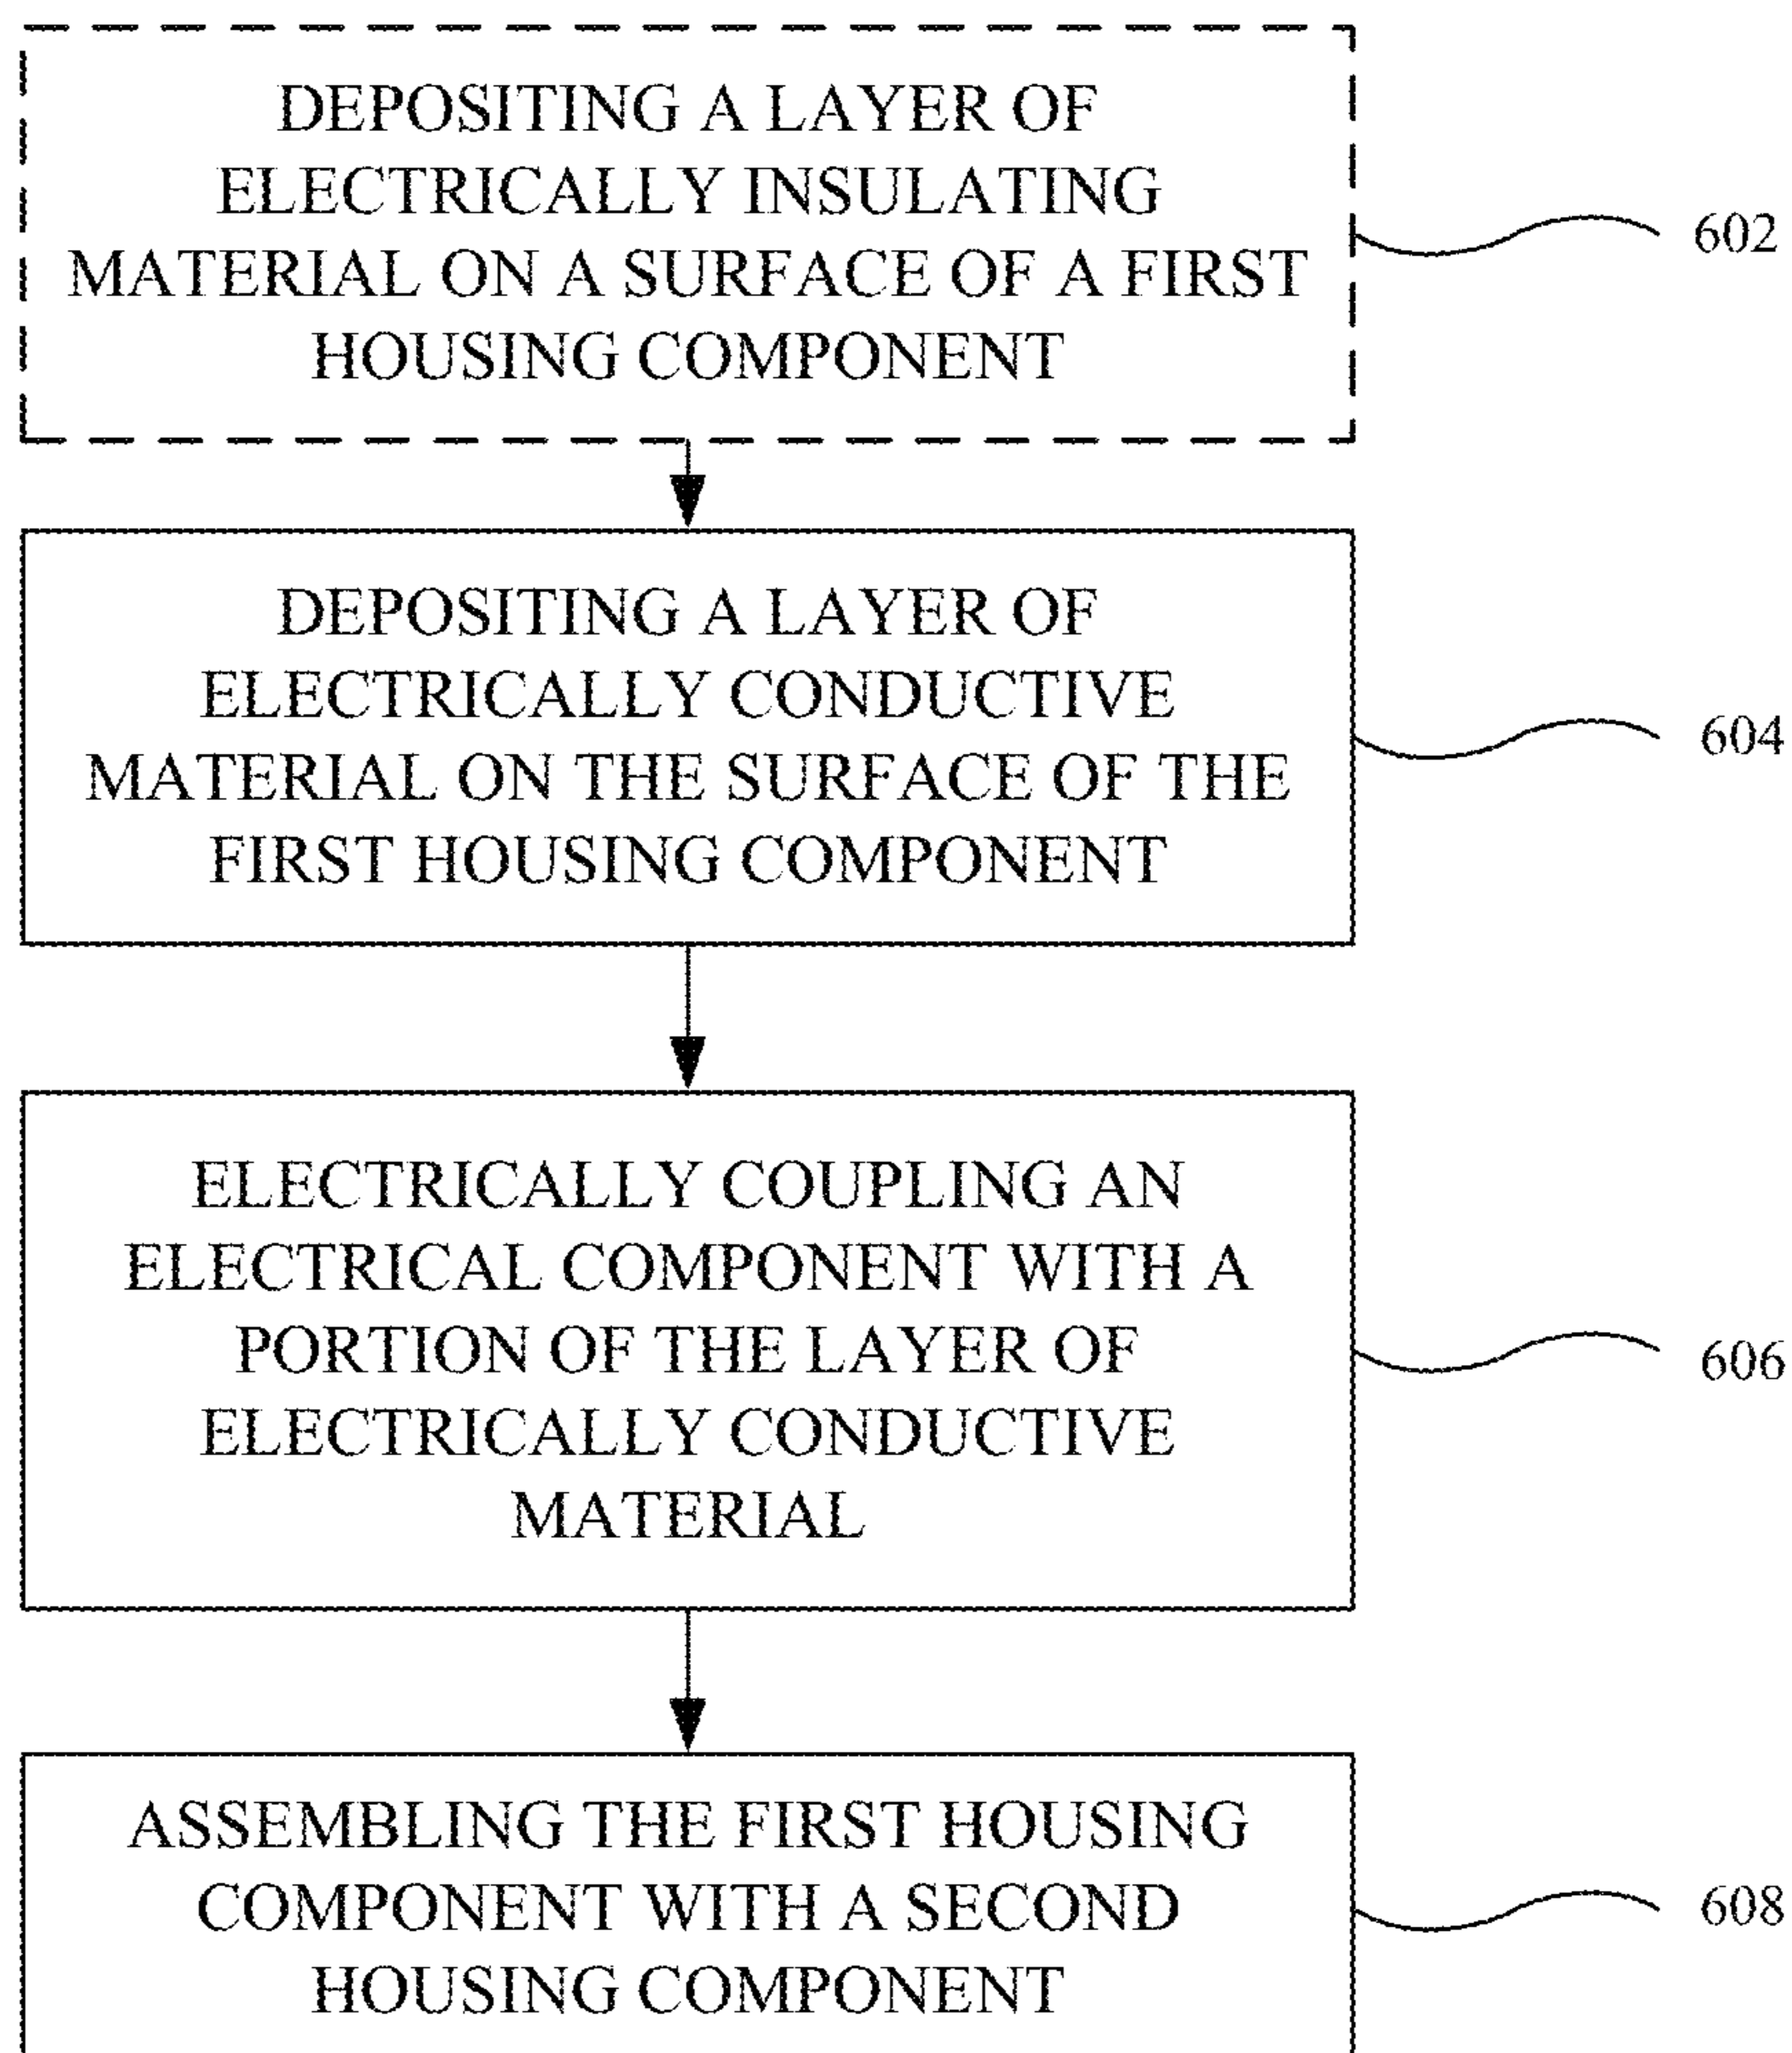 DEPOSITING A LAYER OF
ELECTRICALLY INSULATING
MATERIAL ON A SURFACE OF A FIRST
HOUSING COMPONENT
602
DEPOSITING A LAYER OF
ELECTRICALLY CONDUCTIVE
MATERIAL ON THE SURFACE OF THE
FIRST HOUSING COMPONENT
604
ELECTRICALLY COUPLING AN
ELECTRICAL COMPONENT WITH A
PORTION OF THE LAYER OF
ELECTRICALLY CONDUCTIVE
MATERIAL
606
ASSEMBLING THE FIRST HOUSING
COMPONENT WITH A SECOND
HOUSING COMPONENT
608